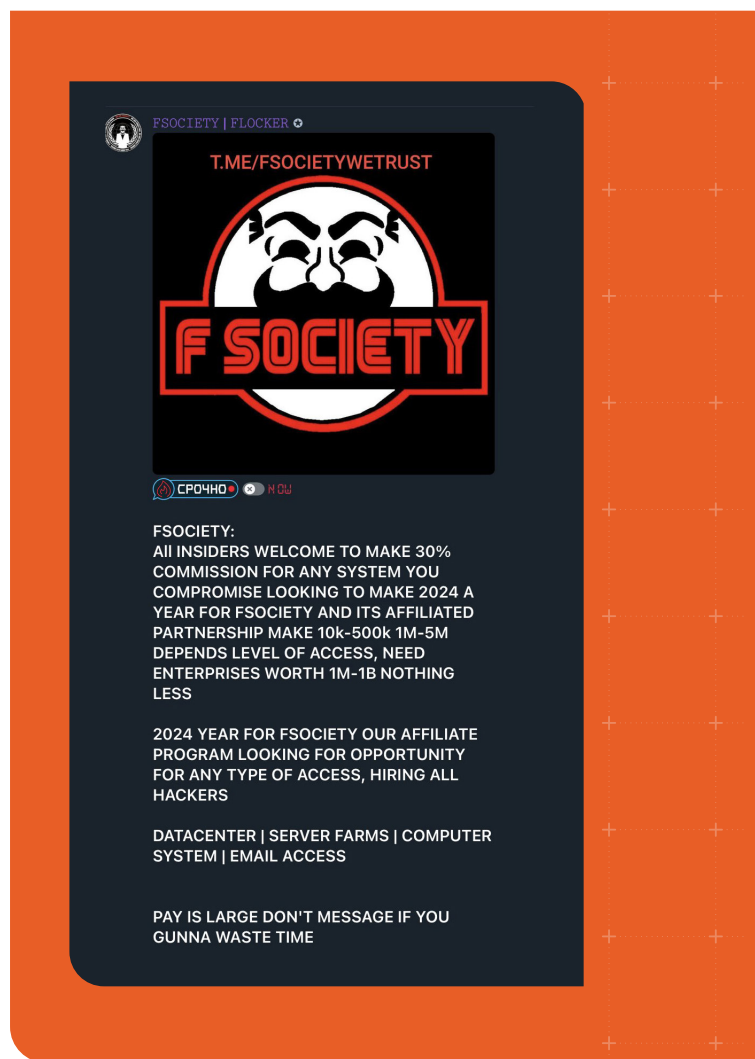 FSOCIETY | FLOCKER
T.ME/FSOCIETYWETRUST
F SOCIETY
СРОЧНО
NOW
FSOCIETY:
All INSIDERS WELCOME TO MAKE 30%
COMMISSION FOR ANY SYSTEM YOU
COMPROMISE LOOKING TO MAKE 2024 A
YEAR FOR FSOCIETY AND ITS AFFILIATED
PARTNERSHIP MAKE 10k-500k 1M-5M
DEPENDS LEVEL OF ACCESS, NEED
ENTERPRISES WORTH 1M-1B NOTHING
LESS
2024 YEAR FOR FSOCIETY OUR AFFILIATE
PROGRAM LOOKING FOR OPPORTUNITY
FOR ANY TYPE OF ACCESS, HIRING ALL
HACKERS
DATACENTER | SERVER FARMS | COMPUTER
SYSTEM | EMAIL ACCESS
PAY IS LARGE DON'T MESSAGE IF YOU
GUNNA WASTE TIME